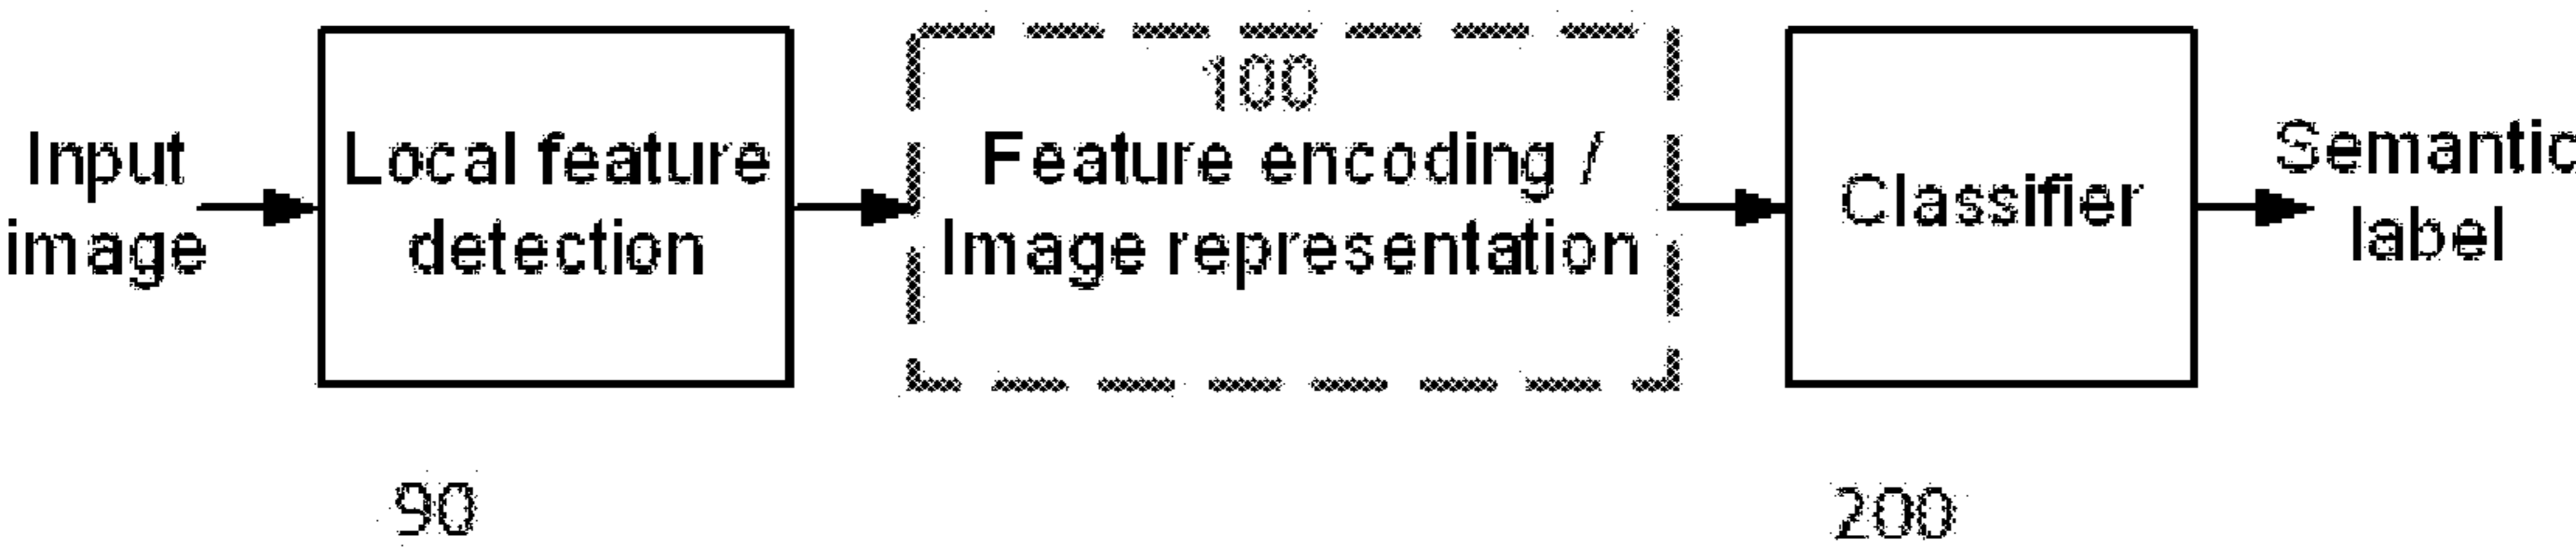 Input
image
Local feature
detection
100
Feature encoding /
Image representation
Classifier
Semantic
label
90
200